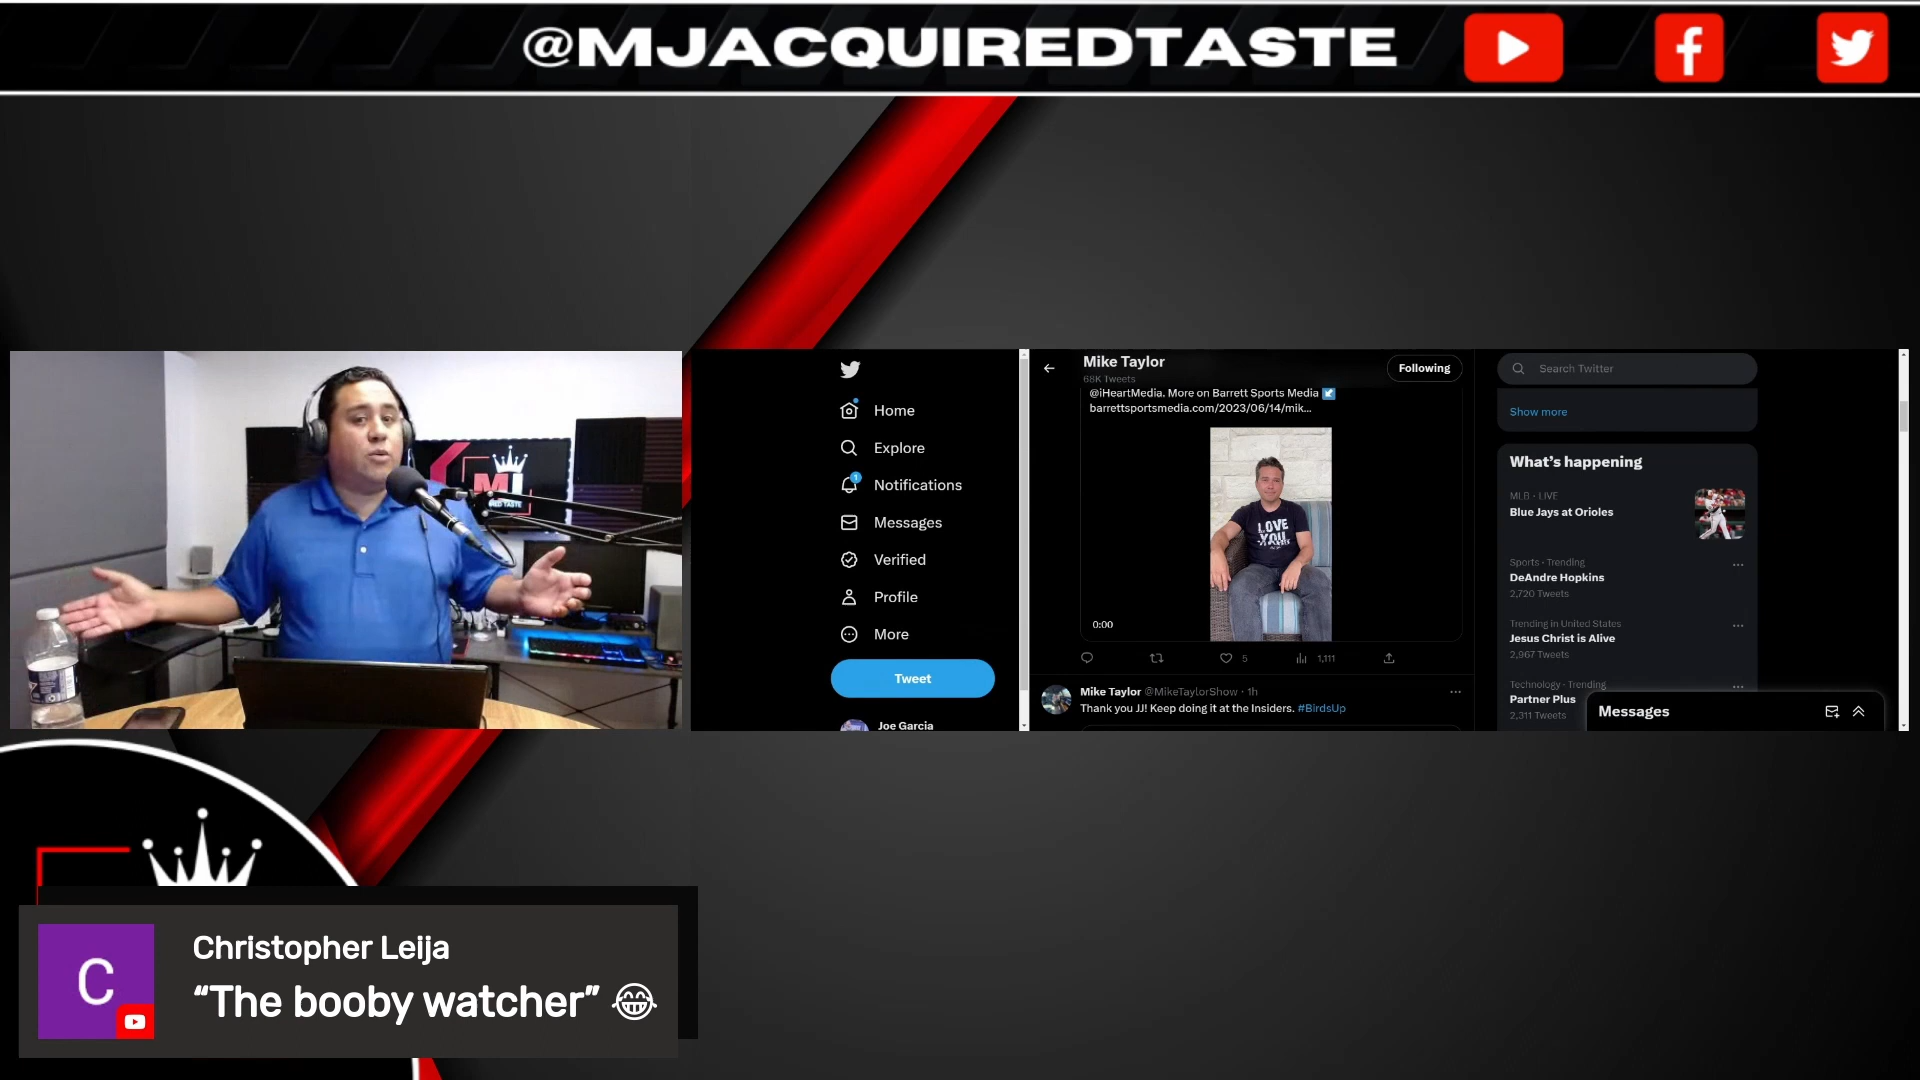 @MJACQUIREDTASTE
MJ
Home
Explore
1
Notifications
Messages
Verified
Profile
More
Tweet
Joe Garcia
Mike Taylor
68K Tweets
Following
@iHeartMedia. More on Barrett Sports Media
barrettsportsmedia.com/2023/06/14/mik...
LOVE
YOU
0:00
5
1,111
Mike Taylor @MikeTaylorShow · 1h
Thank you JJ! Keep doing it at the Insiders. #BirdsUp
Search Twitter
Show more
What's happening
MLB · LIVE
Blue Jays at Orioles
Sports · Trending
DeAndre Hopkins
2,720 Tweets
Trending in United States
Jesus Christ is Alive
2,967 Tweets
Technology · Trending
Partner Plus
2,311 Tweets
Messages
C
Christopher Leija
“The booby watcher” 😂